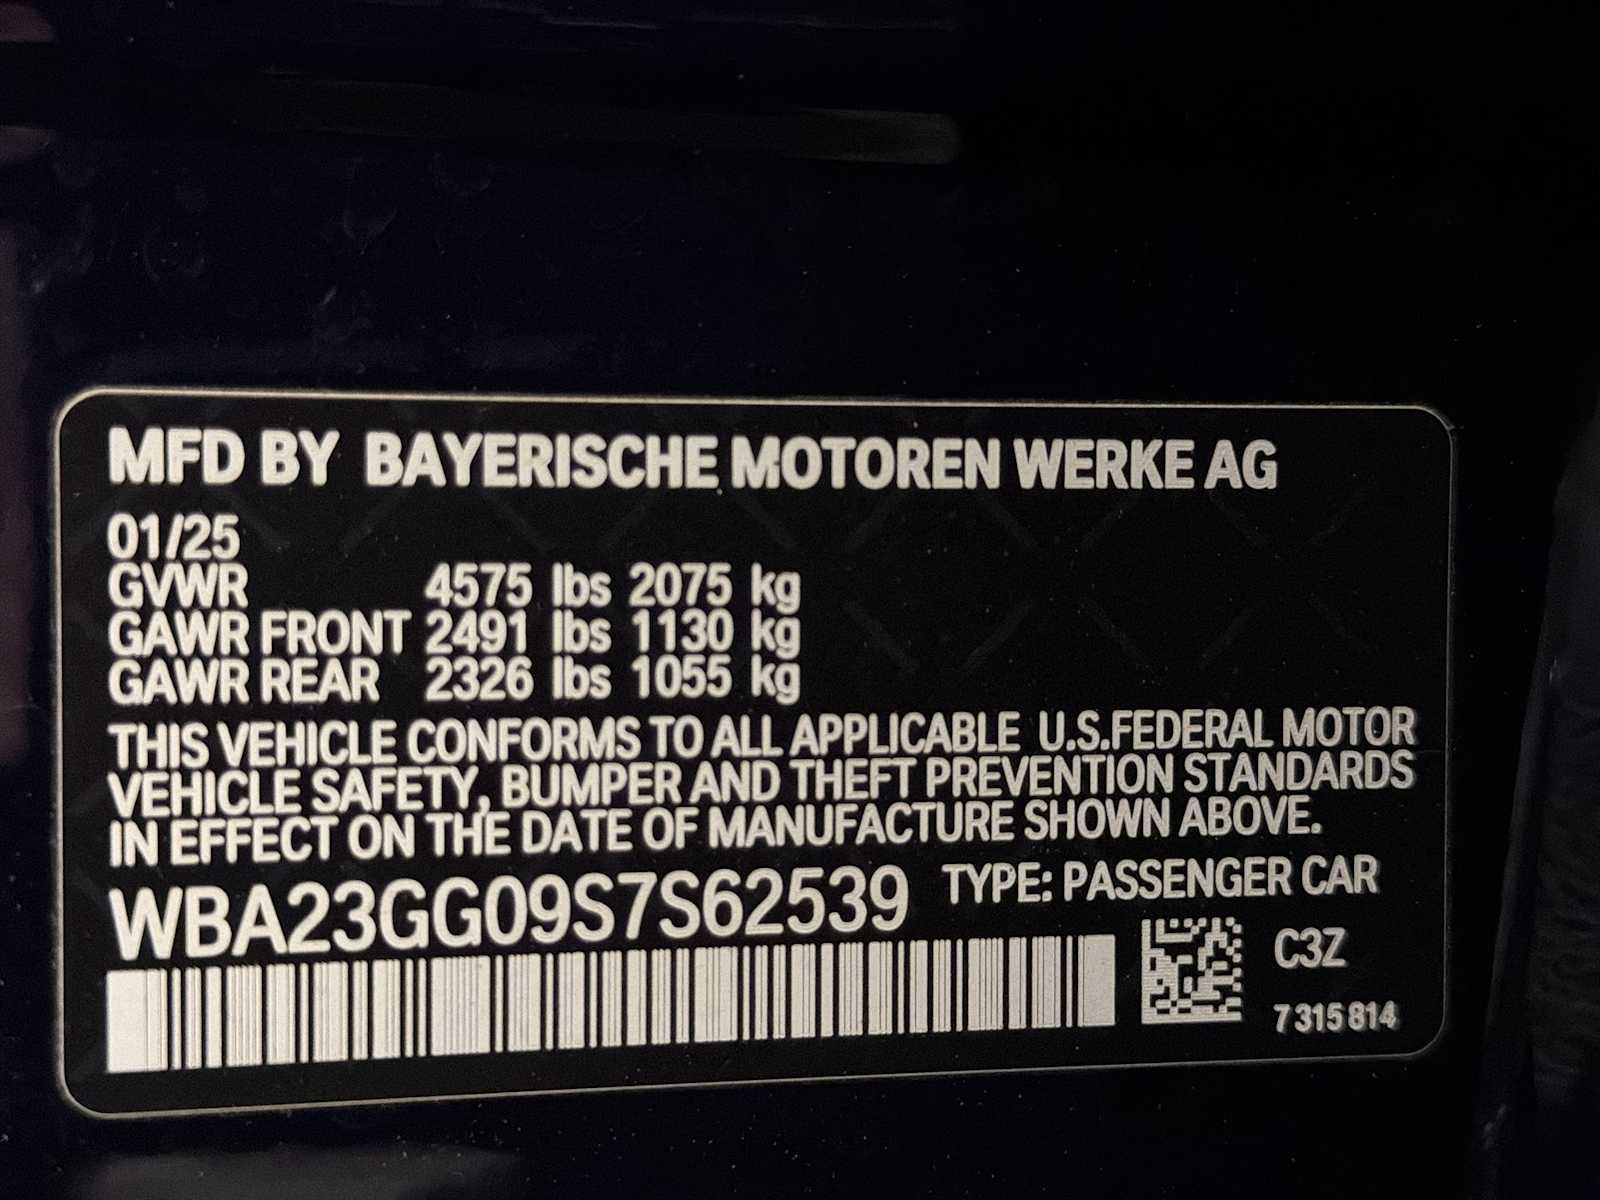 MFD BY BAYERISCHE MOTOREN WERKE AG
01/25
GVWR 4575 lbs 2075 kg
GAWR FRONT 2491 lbs 1130 kg
GAWR REAR 2326 lbs 1055 kg
THIS VEHICLE CONFORMS TO ALL APPLICABLE U.S.FEDERAL MOTOR
VEHICLE SAFETY, BUMPER AND THEFT PREVENTION STANDARDS
IN EFFECT ON THE DATE OF MANUFACTURE SHOWN ABOVE.
WBA23GG09S7S62539 TYPE: PASSENGER CAR
C3Z
7 315 814